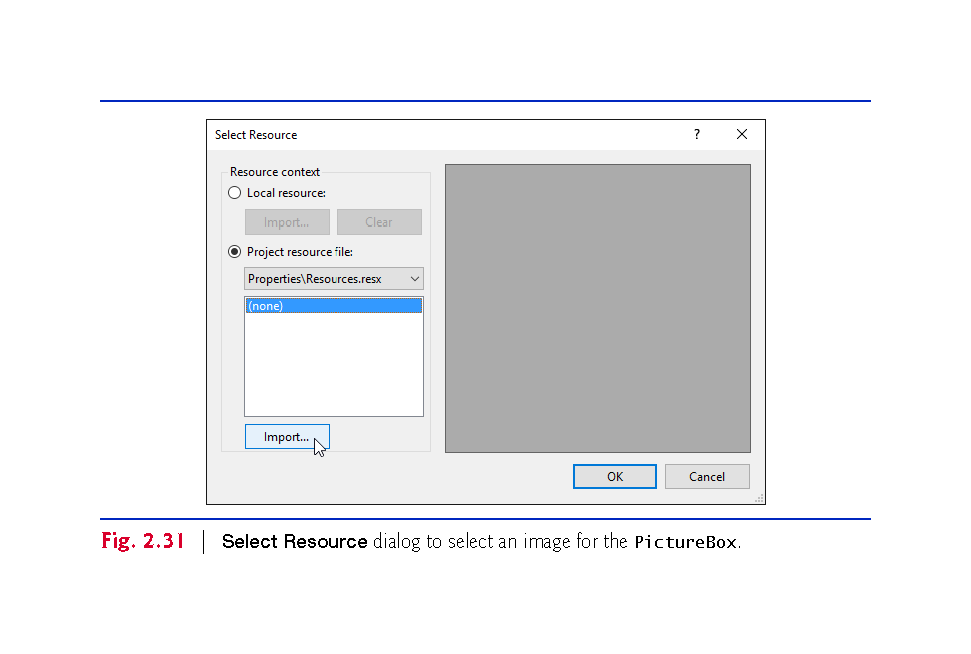 Select Resource ?
Resource context
Local resource:
Import... Clear
Project resource file:
Properties\Resources.resx
(none)
Import...
OK Cancel
Fig. 2.31 | Select Resource dialog to select an image for the PictureBox.